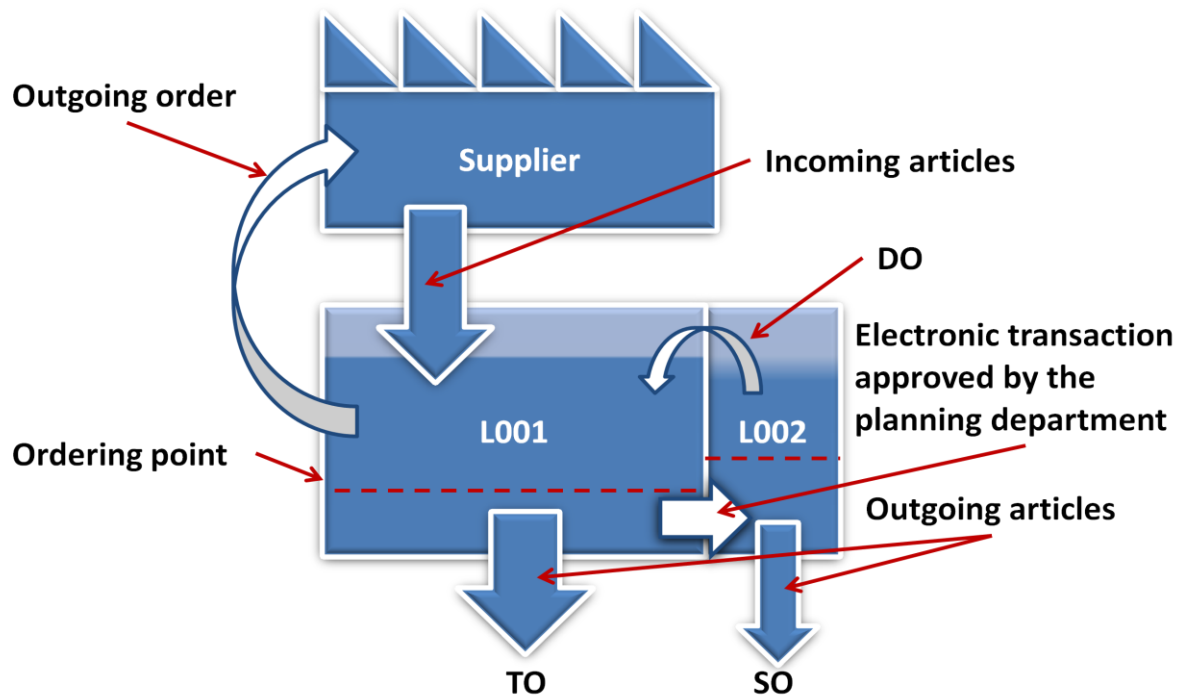 Outgoing order
Supplier
Incoming articles
DO
Electronic transaction
approved by the
planning department
L001
L002
Ordering point
Outgoing articles
TO
SO